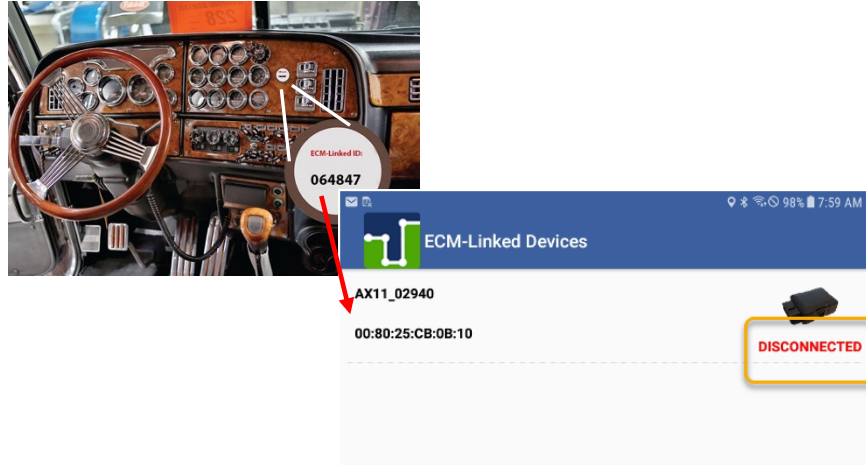 228
ECM-Linked ID:
064847
98% 7:59 AM
ECM-Linked Devices
AX11_02940
00:80:25:CB:0B:10
DISCONNECTED